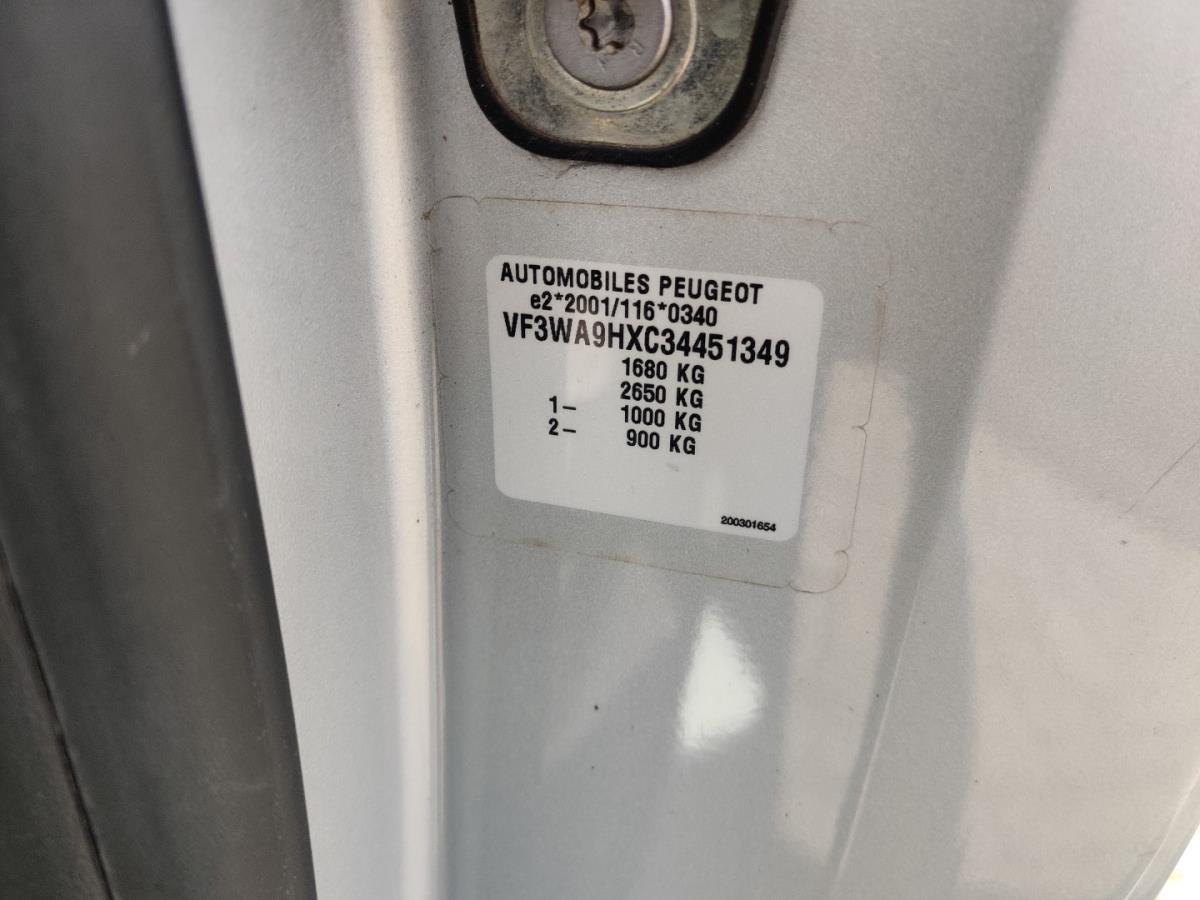 AUTOMOBILES PEUGEOT
e2*2001/116*0340
VF3WA9HXC34451349
1680 KG
2650 KG
1- 1000 KG
2- 900 KG
200301654